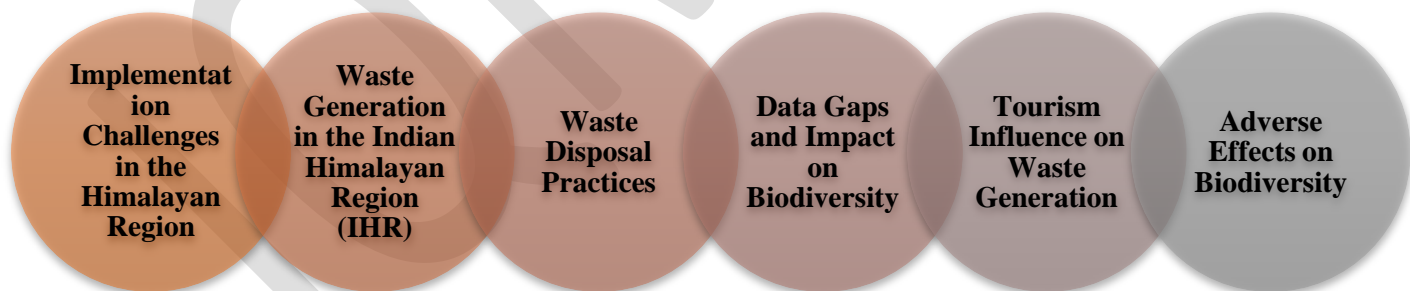 Implementat
ion
Challenges
in the
Himalayan
Region
Waste
Generation
in the Indian
Himalayan
Region
(IHR)
Waste
Disposal
Practices
Data Gaps
and Impact
on
Biodiversity
Tourism
Influence on
Waste
Generation
Adverse
Effects on
Biodiversity